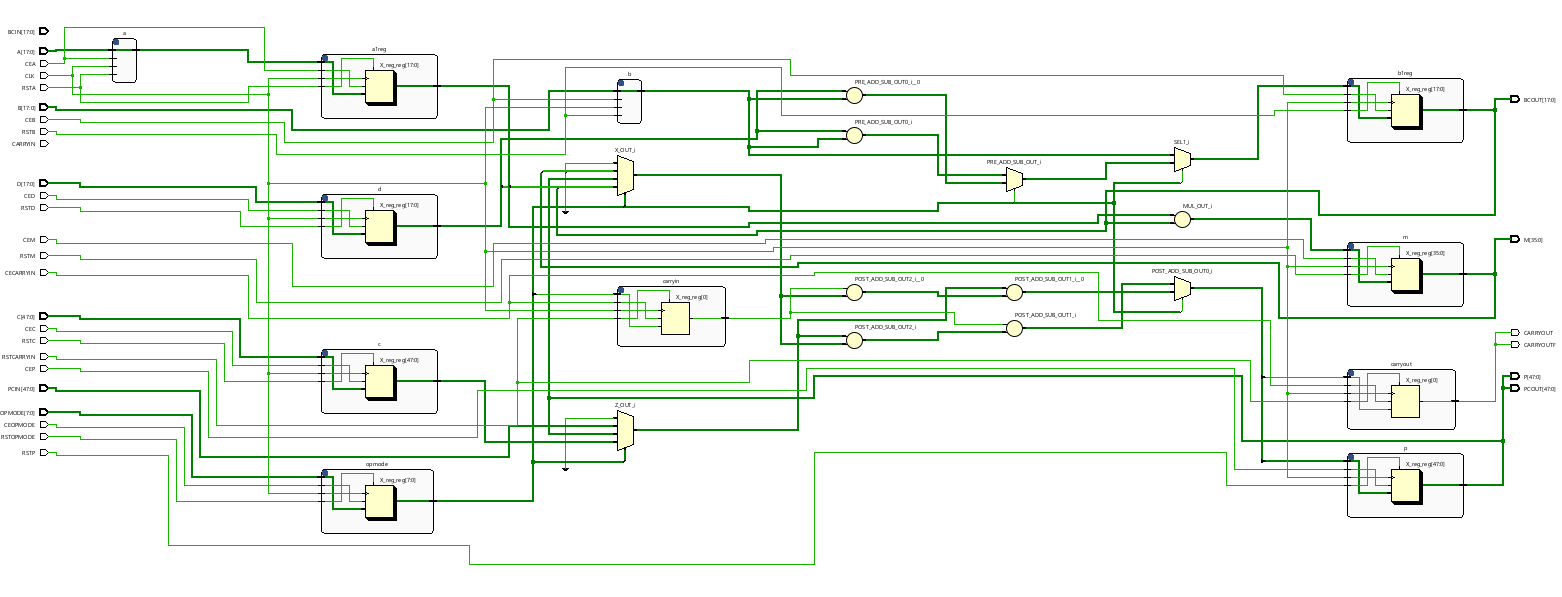 BCIN[17:0]
A[17:0]
CEA
CLK
RSTA
B[17:0]
CEB
RSTB
CARRYIN
D[17:0]
CED
RSTD
CEM
RSTM
CECARRYIN
C[47:0]
CEC
RSTC
RSTCARRYIN
CEP
PCIN[47:0]
OPMODE[7:0]
CEOPMODE
RSTOPMODE
RSTP
a
a1reg
X_reg_reg[17:0]
d
X_reg_reg[17:0]
c
X_reg_reg[47:0]
opmode
X_reg_reg[7:0]
b
X_OUT_i
carryin
X_reg_reg[0]
Z_OUT_i
PRE_ADD_SUB_OUT0_i__0
PRE_ADD_SUB_OUT0_i
PRE_ADD_SUB_OUT_i
POST_ADD_SUB_OUT2_i__0
POST_ADD_SUB_OUT2_i
POST_ADD_SUB_OUT1_i__0
POST_ADD_SUB_OUT1_i
SEL1_i
MUL_OUT_i
POST_ADD_SUB_OUT0_i
b1reg
X_reg_reg[17:0]
m
X_reg_reg[35:0]
carryout
X_reg_reg[0]
p
X_reg_reg[47:0]
BCOUT[17:0]
M[35:0]
CARRYOUT
CARRYOUTF
P[47:0]
PCOUT[47:0]